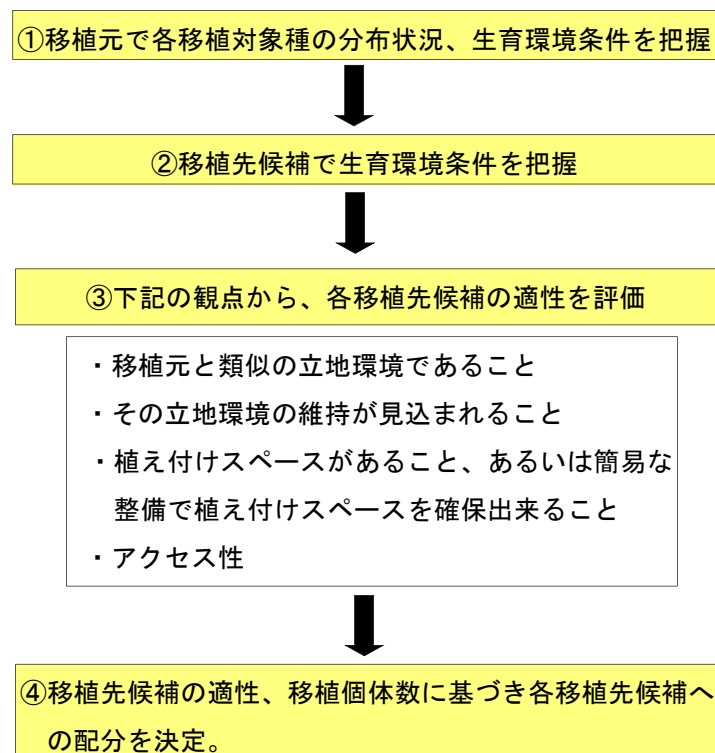 ①移植元で各移植対象種の分布状況、生育環境条件を把握
②移植先候補で生育環境条件を把握
③下記の観点から、各移植先候補の適性を評価
・移植元と類似の立地環境であること
・その立地環境の維持が見込まれること
・植え付けスペースがあること、あるいは簡易な
整備で植え付けスペースを確保出来ること
・アクセス性
④移植先候補の適性、移植個体数に基づき各移植先候補へ
の配分を決定。